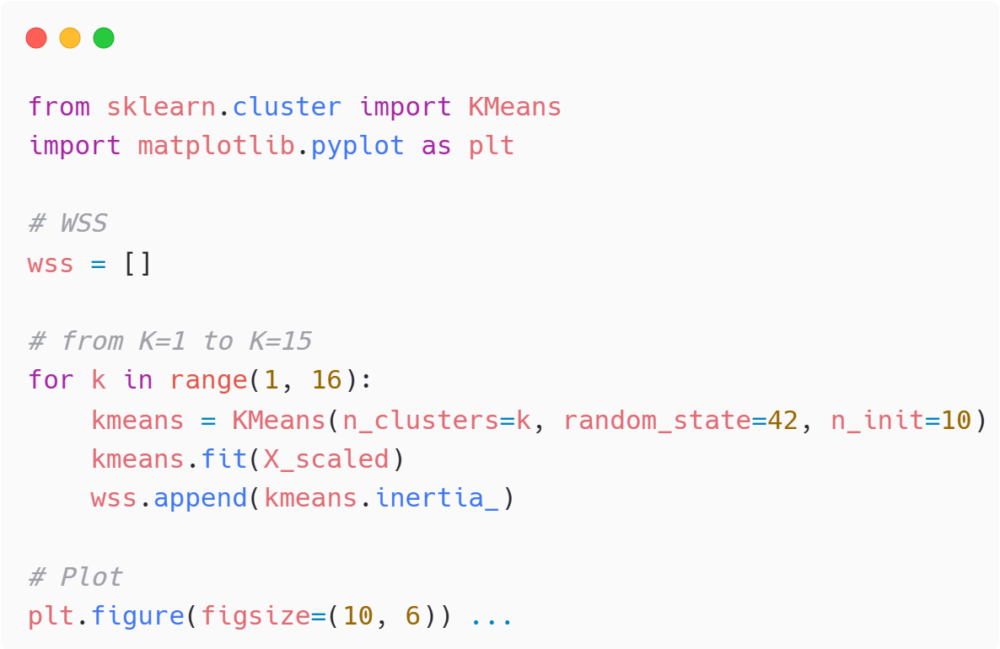 from sklearn.cluster import KMeans
import matplotlib.pyplot as plt

# WSS
wss = []

# from K=1 to K=15
for k in range(1, 16):
    kmeans = KMeans(n_clusters=k, random_state=42, n_init=10)
    kmeans.fit(X_scaled)
    wss.append(kmeans.inertia_)

# Plot
plt.figure(figsize=(10, 6)) ...